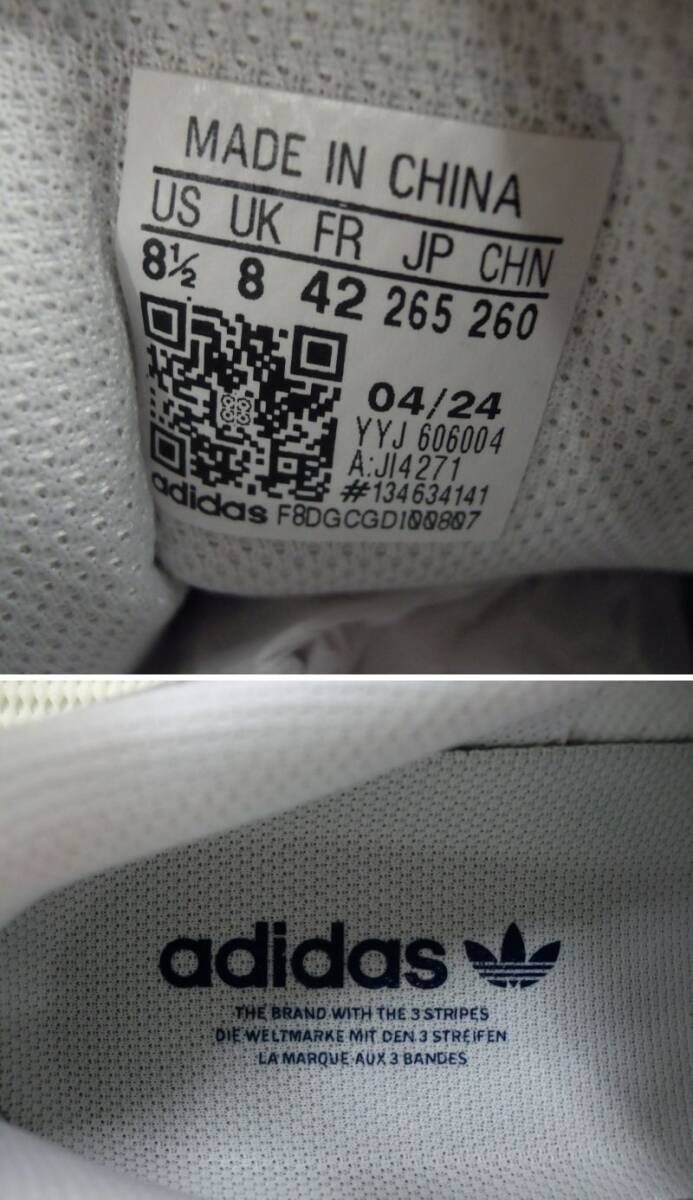 MADE IN CHINA
US UK FR JP CHN
8½ 8 42 265 260
04/24
YYJ 606004
A:JI4271
#134634141
adidas F8DGCGDI00807
adidas
THE BRAND WITH THE 3 STRIPES
DIE WELTMARKE MIT DEN 3 STREIFEN
LA MARQUE AUX 3 BANDES